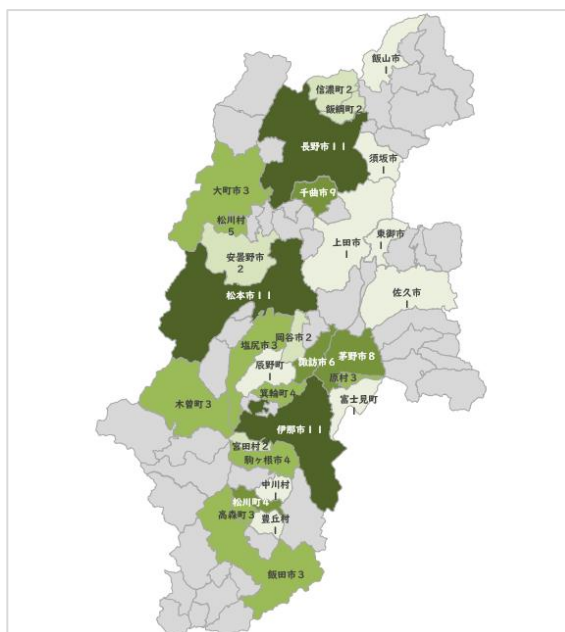 飯山市
1
信濃町2
飯綱町2
長野市11
須坂市
1
千曲市9
大町市3
松川村
5
上田市
1
東御市
1
安曇野市
2
佐久市
1
松本市11
塩尻市3
岡谷市2
諏訪市6
茅野市8
辰野町
1
原村3
箕輪町4
富士見町
1
木曽町3
伊那市11
宮田村2
駒ヶ根市4
中川村
1
松川町4
高森町3
豊丘村
1
飯田市3